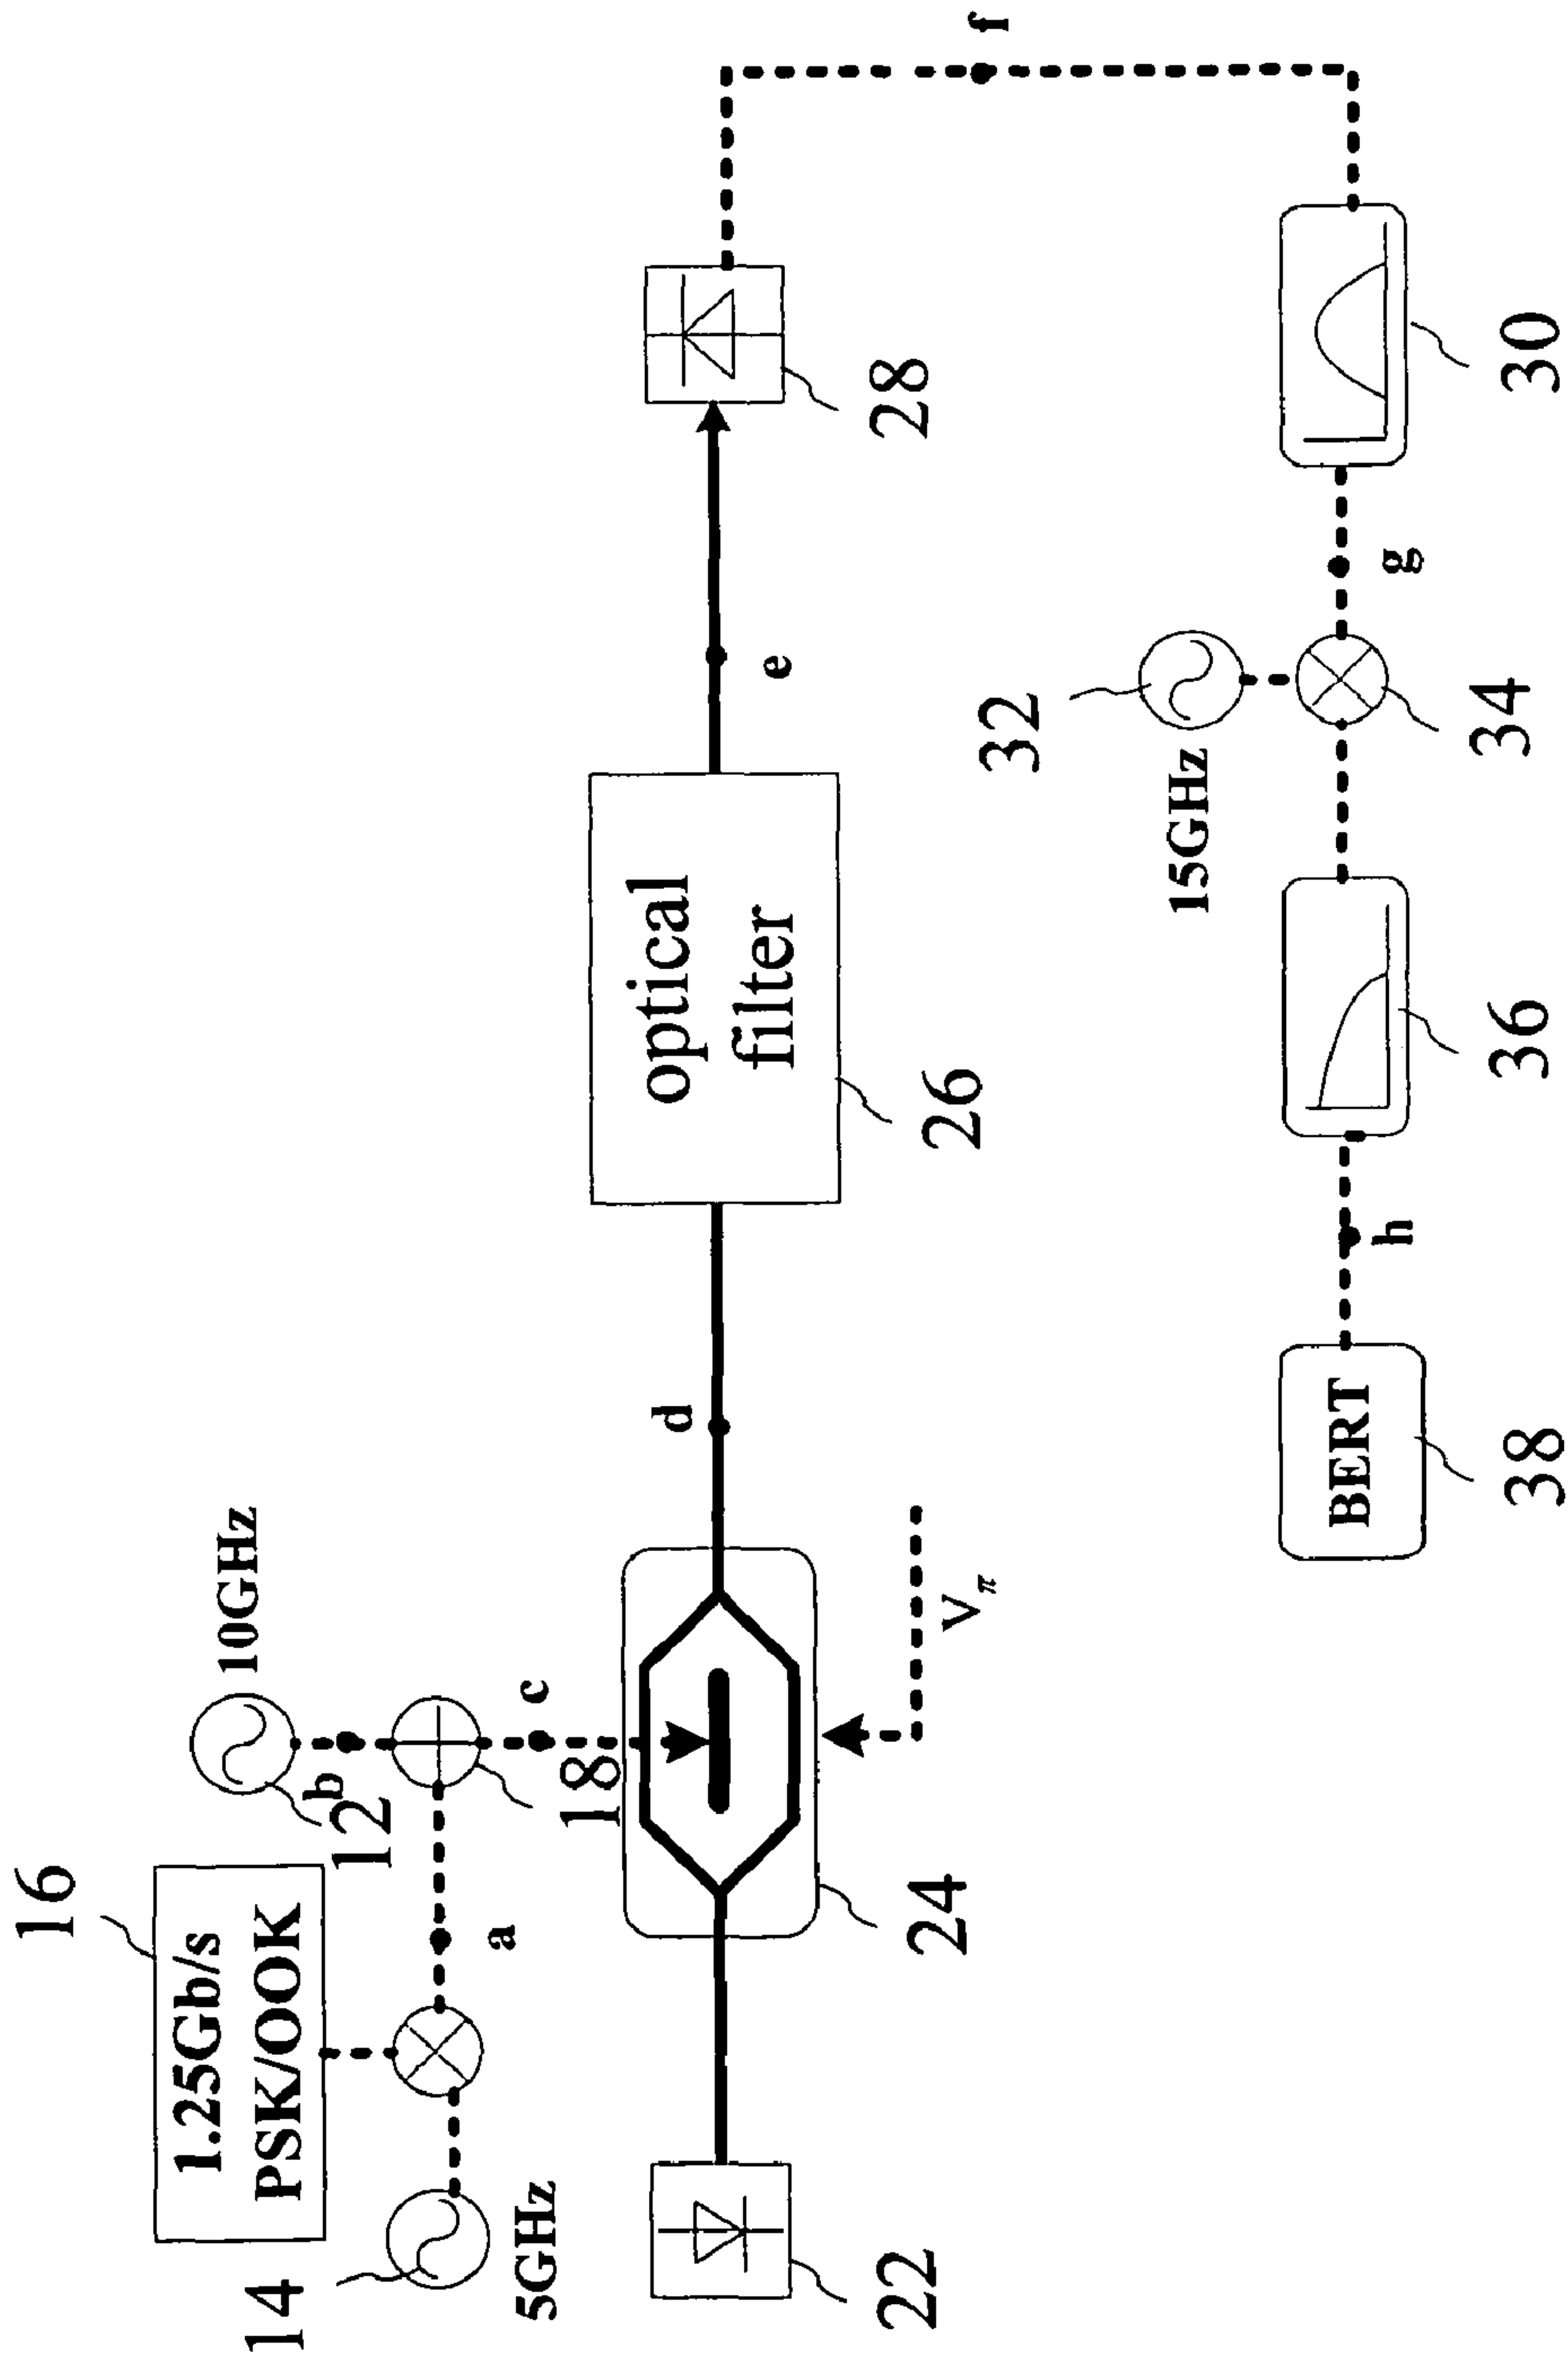 16
1.25Gb/s
PSK/OOK
10GHz
b
12
14
5GHz
a
18
c
22
24
Vπ
d
optical
filter
26
e
28
f
BERT
38
h
36
15GHz
32
34
g
30